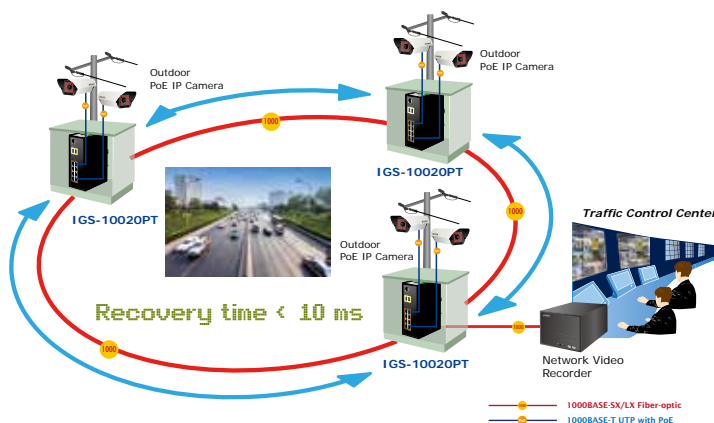 Outdoor
PoE IP Camera
1000
IGS-10020PT
Outdoor
PoE IP Camera
IGS-10020PT
1000
Outdoor
PoE IP Camera
Traffic Control Center
Recovery time < 10 ms
1000
IGS-10020PT
1000
Network Video
Recorder
1000BASE-SX/LX Fiber-optic
1000BASE-T UTP with PoE